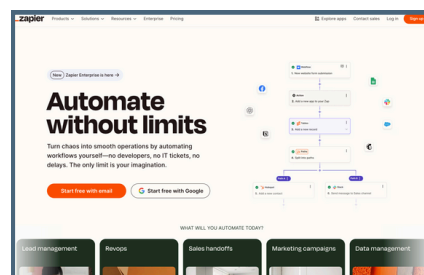 zapier
Products
Solutions
Resources
Enterprise
Pricing
Explore apps
Contact sales
Log in
Sign up
New Zapier Enterprise is here →
Automate
without limits
Turn chaos into smooth operations by automating
workflows yourself—no developers, no IT tickets, no
delays. The only limit is your imagination.
Start free with email
Start free with Google
WHAT WILL YOU AUTOMATE TODAY?
Lead management
Revops
Sales handoffs
Marketing campaigns
Data management